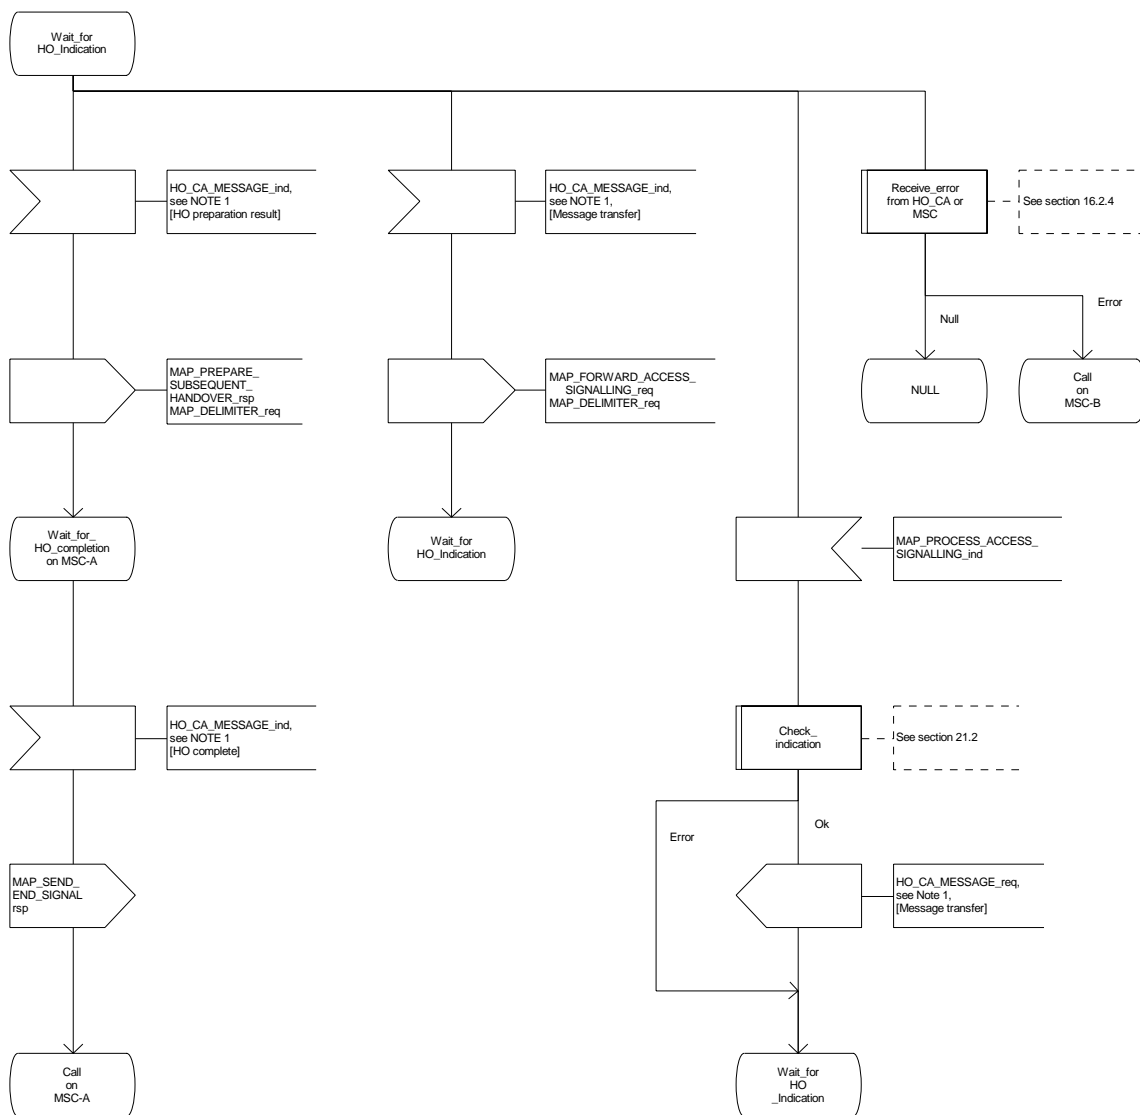 Wait_for
HO_Indication
HO_CA_MESSAGE_ind,
see NOTE 1
[HO preparation result]
HO_CA_MESSAGE_ind,
see NOTE 1,
[Message transfer]
Receive_error
from HO_CA or
MSC
See section 16.2.4
Null
Error
MAP_PREPARE_
SUBSEQUENT_
HANDOVER_rsp
MAP_DELIMITER_req
MAP_FORWARD_ACCESS_
SIGNALLING_req
MAP_DELIMITER_req
NULL
Call
on
MSC-B
Wait_for_
HO_completion
on MSC-A
Wait_for
HO_Indication
MAP_PROCESS_ACCESS_
SIGNALLING_ind
HO_CA_MESSAGE_ind,
see NOTE 1
[HO complete]
Check_
indication
See section 21.2
Error
Ok
MAP_SEND_
END_SIGNAL
rsp
HO_CA_MESSAGE_req,
see Note 1,
[Message transfer]
Call
on
MSC-A
Wait_for
HO
_Indication